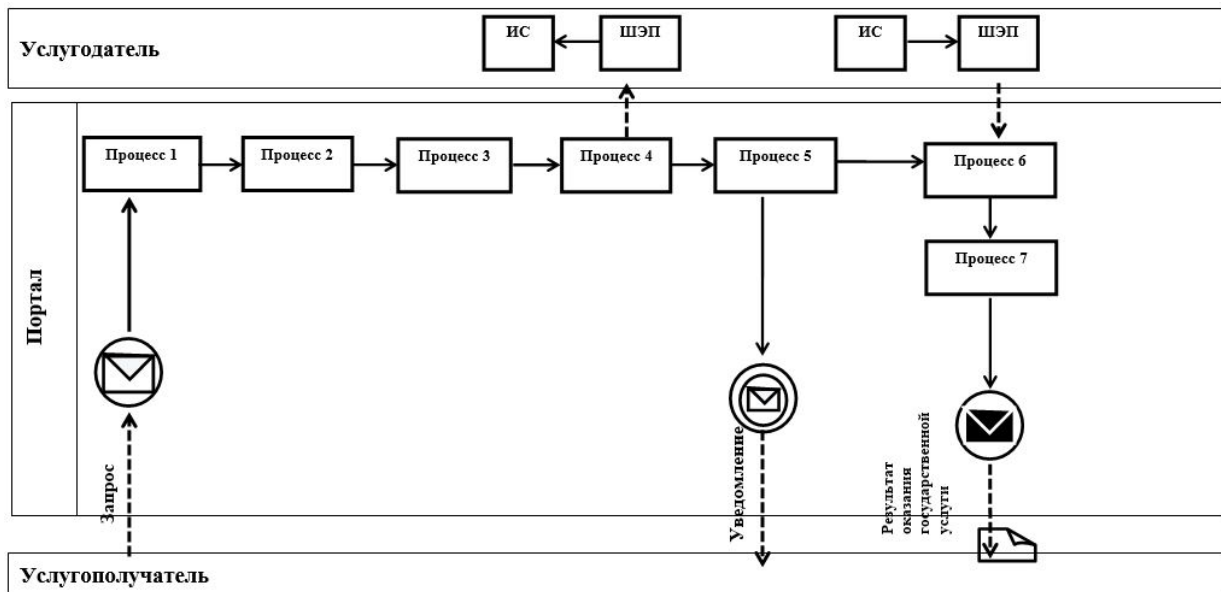 Услугодатель
ИС
ШЭП
ИС
ШЭП
Портал
Процесс 1
Процесс 2
Процесс 3
Процесс 4
Процесс 5
Процесс 6
Процесс 7
Запрос
Уведомление
Результат
оказания
государственной
услуги
Услугополучатель